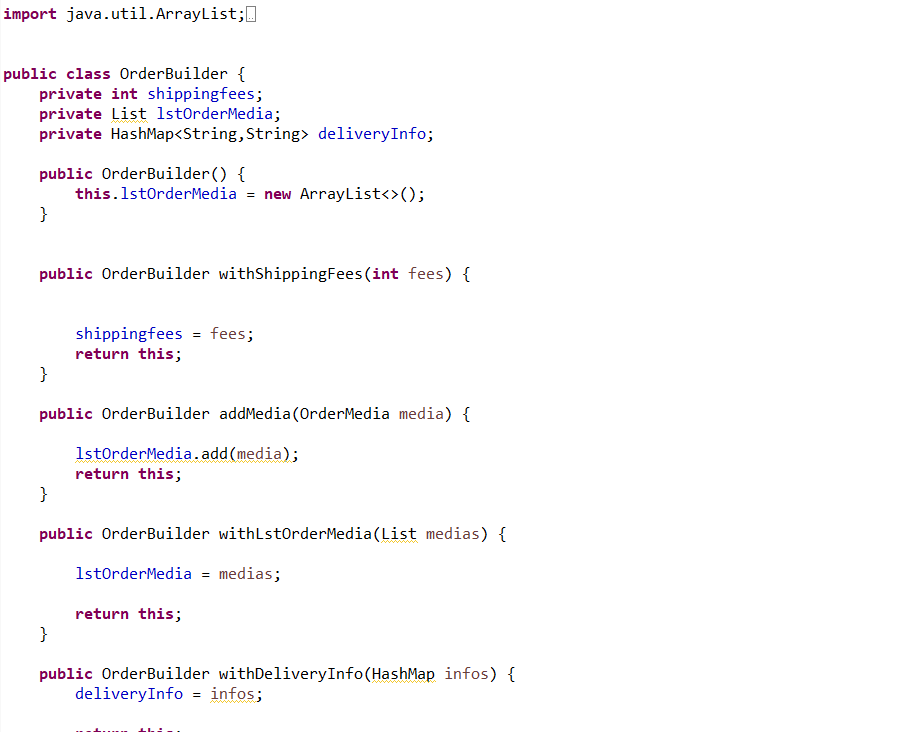 import java.util.ArrayList;
public class OrderBuilder {
private int shippingfees;
private List lstOrderMedia;
private HashMap<String,String> deliveryInfo;
public OrderBuilder() {
this.lstOrderMedia = new ArrayList<>();
}
public OrderBuilder withShippingFees(int fees) {
shippingfees = fees;
return this;
}
public OrderBuilder addMedia(OrderMedia media) {
lstOrderMedia.add(media);
return this;
}
public OrderBuilder withLstOrderMedia(List medias) {
lstOrderMedia = medias;
return this;
}
public OrderBuilder withDeliveryInfo(HashMap infos) {
deliveryInfo = infos;
return this;